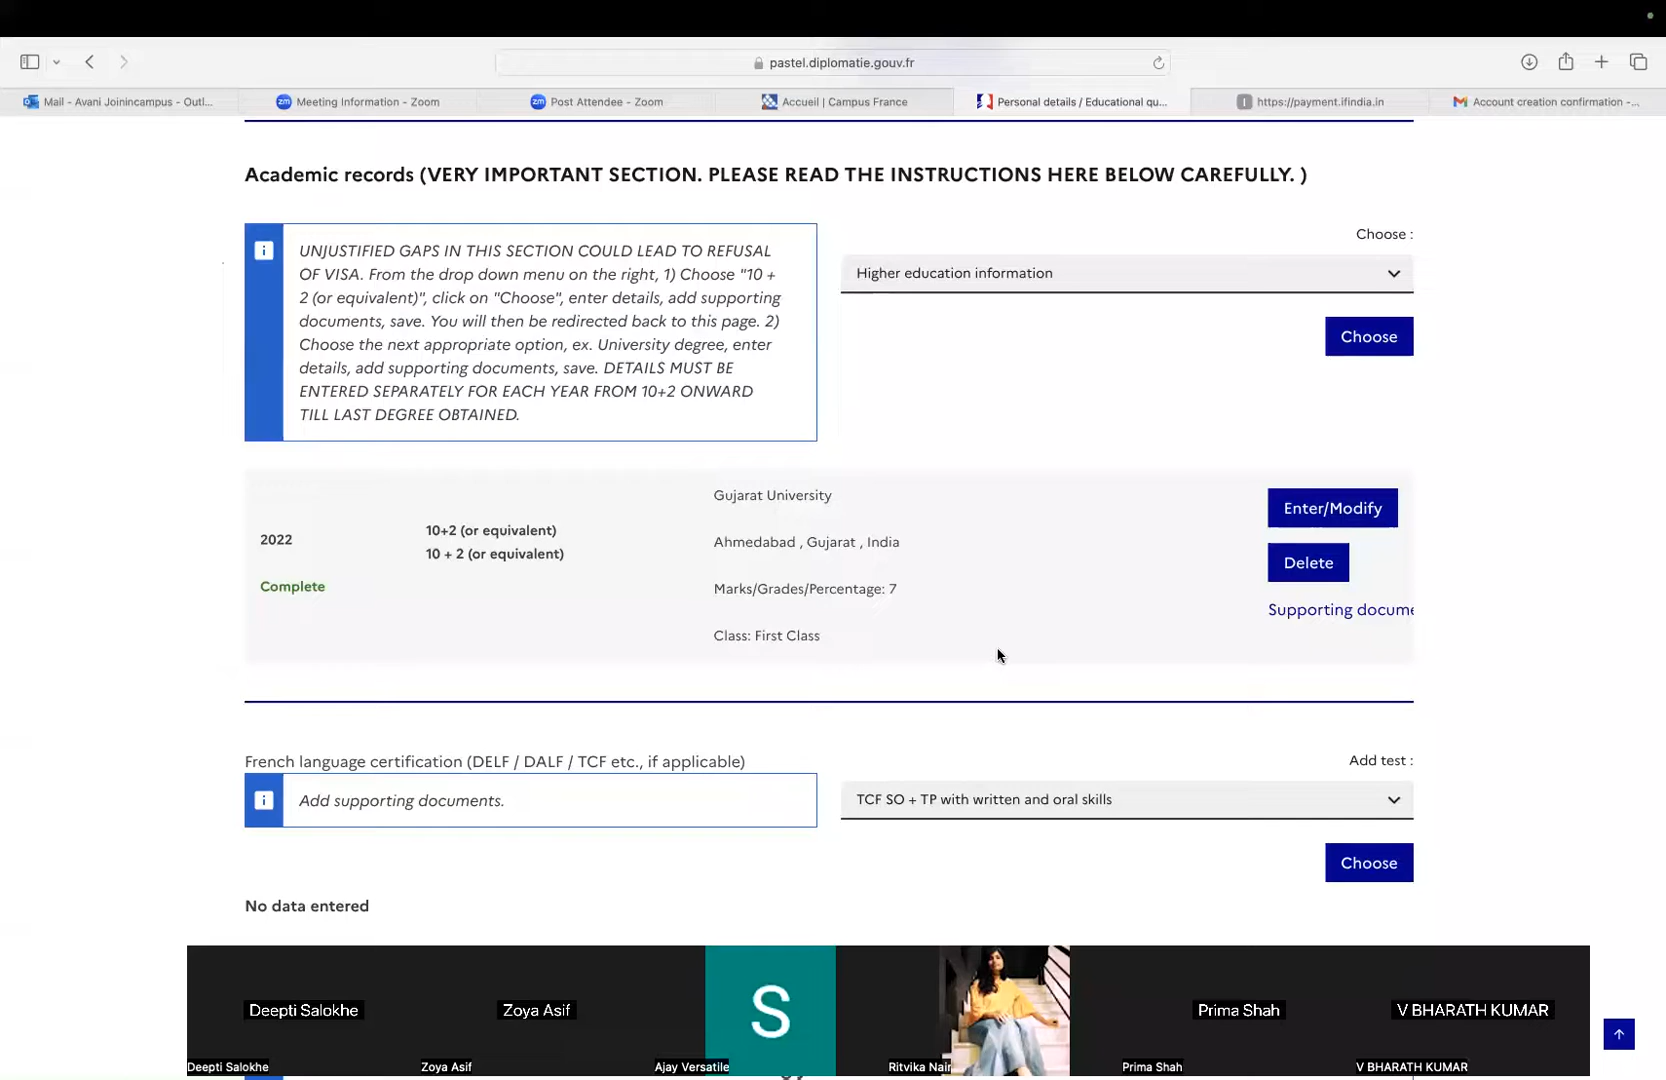 pastel.diplomatie.gouv.fr
Mail - Avani Joinincampus - Outl...
zm Meeting Information - Zoom
zm Post Attendee - Zoom
Accueil | Campus France
Personal details / Educational qu...
I https://payment.ifindia.in
Account creation confirmation -...
Academic records (VERY IMPORTANT SECTION. PLEASE READ THE INSTRUCTIONS HERE BELOW CAREFULLY. )
UNJUSTIFIED GAPS IN THIS SECTION COULD LEAD TO REFUSAL
OF VISA. From the drop down menu on the right, 1) Choose "10 +
2 (or equivalent)", click on "Choose", enter details, add supporting
documents, save. You will then be redirected back to this page. 2)
Choose the next appropriate option, ex. University degree, enter
details, add supporting documents, save. DETAILS MUST BE
ENTERED SEPARATELY FOR EACH YEAR FROM 10+2 ONWARD
TILL LAST DEGREE OBTAINED.
Choose :
Higher education information
Choose
2022
Complete
10+2 (or equivalent)
10 + 2 (or equivalent)
Gujarat University
Ahmedabad , Gujarat , India
Marks/Grades/Percentage: 7
Class: First Class
Enter/Modify
Delete
Supporting docume
French language certification (DELF / DALF / TCF etc., if applicable)
Add supporting documents.
Add test :
TCF SO + TP with written and oral skills
Choose
No data entered
Deepti Salokhe
Zoya Asif
S
Prima Shah
V BHARATH KUMAR
Deepti Salokhe
Zoya Asif
Ajay Versatile
Ritvika Nair
Prima Shah
V BHARATH KUMAR